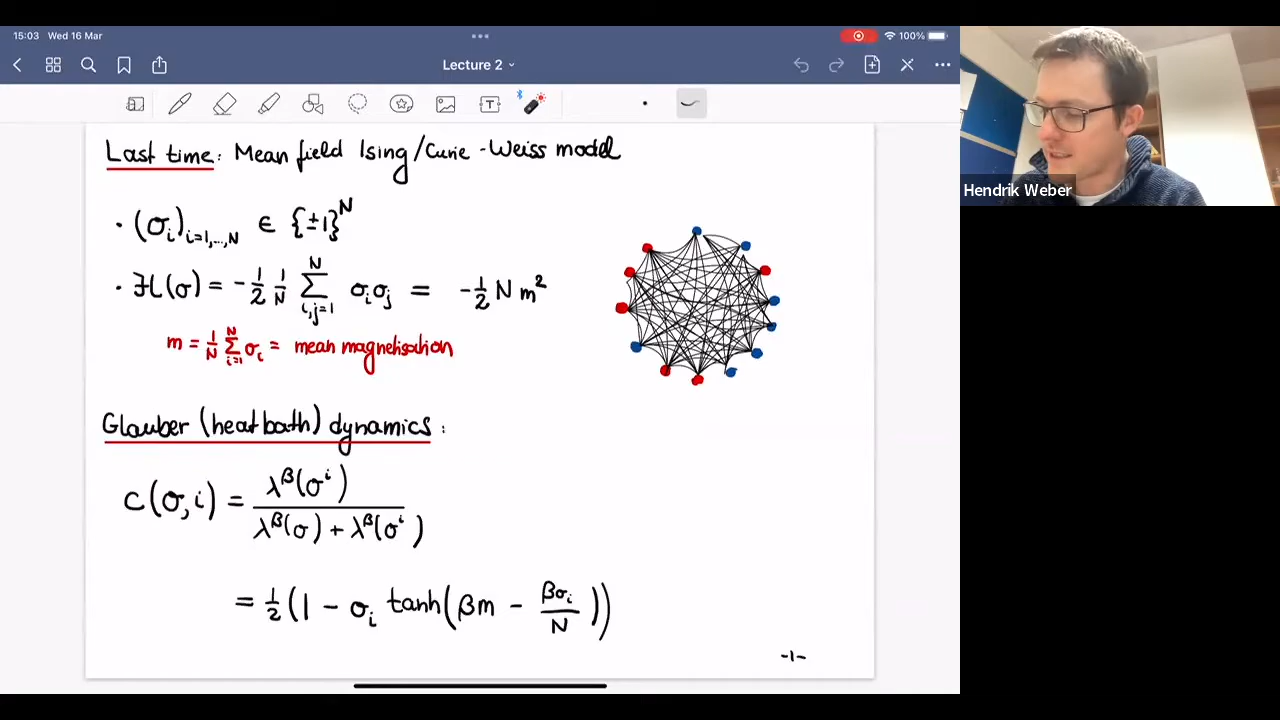 15:03 Wed 16 Mar
100%
Lecture 2
Hendrik Weber
Last time: Mean field Ising/Curie-Weiss model
· (σ_i)_{i=1,...,N} ∈ {±1}^N
· H(σ) = -1/2 1/N Σ_{i,j=1}^N σ_i σ_j = -1/2 N m^2
m = 1/N Σ_{i=1}^N σ_i = mean magnetisation
Glauber (heat bath) dynamics:
c(σ,i) = λ^β(σ^i) / (λ^β(σ) + λ^β(σ^i))
= 1/2 (1 - σ_i tanh(βm - βσ_i/N))
-1-